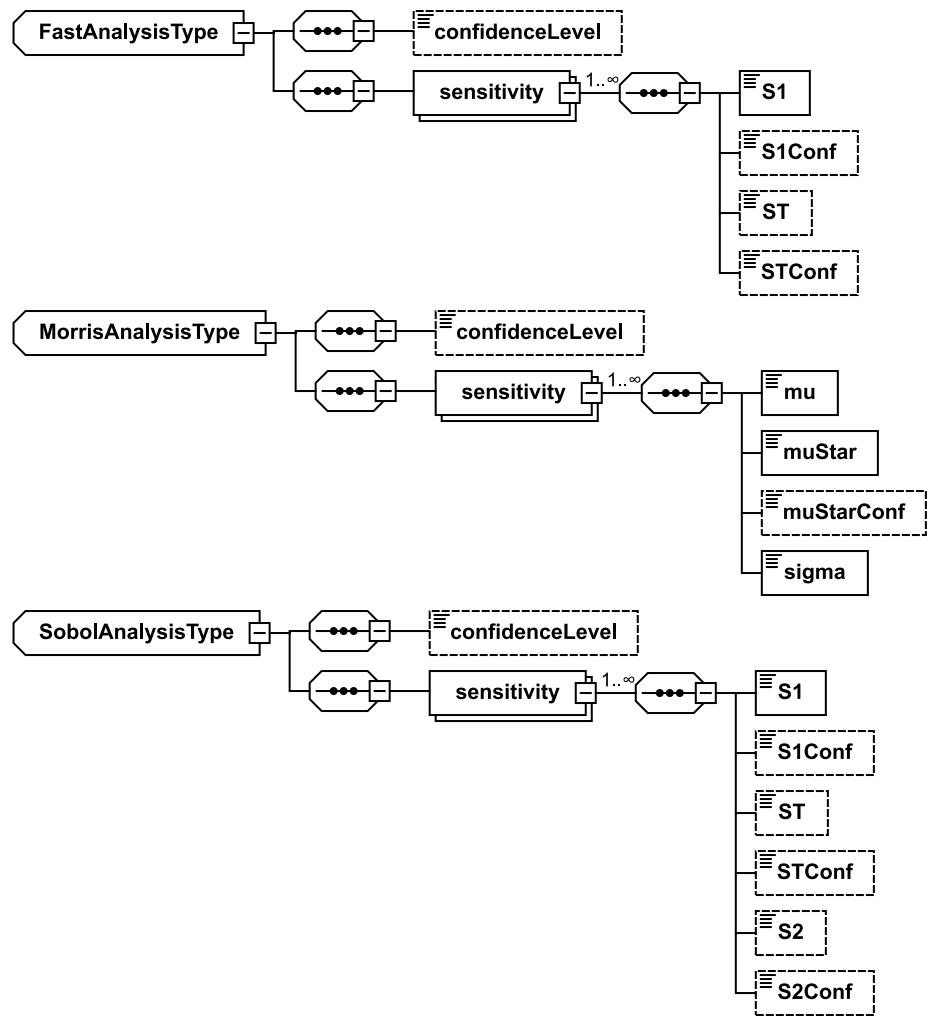 FastAnalysisType
confidenceLevel
sensitivity
1..∞
S1
S1Conf
ST
STConf
MorrisAnalysisType
confidenceLevel
sensitivity
1..∞
mu
muStar
muStarConf
sigma
SobolAnalysisType
confidenceLevel
sensitivity
1..∞
S1
S1Conf
ST
STConf
S2
S2Conf